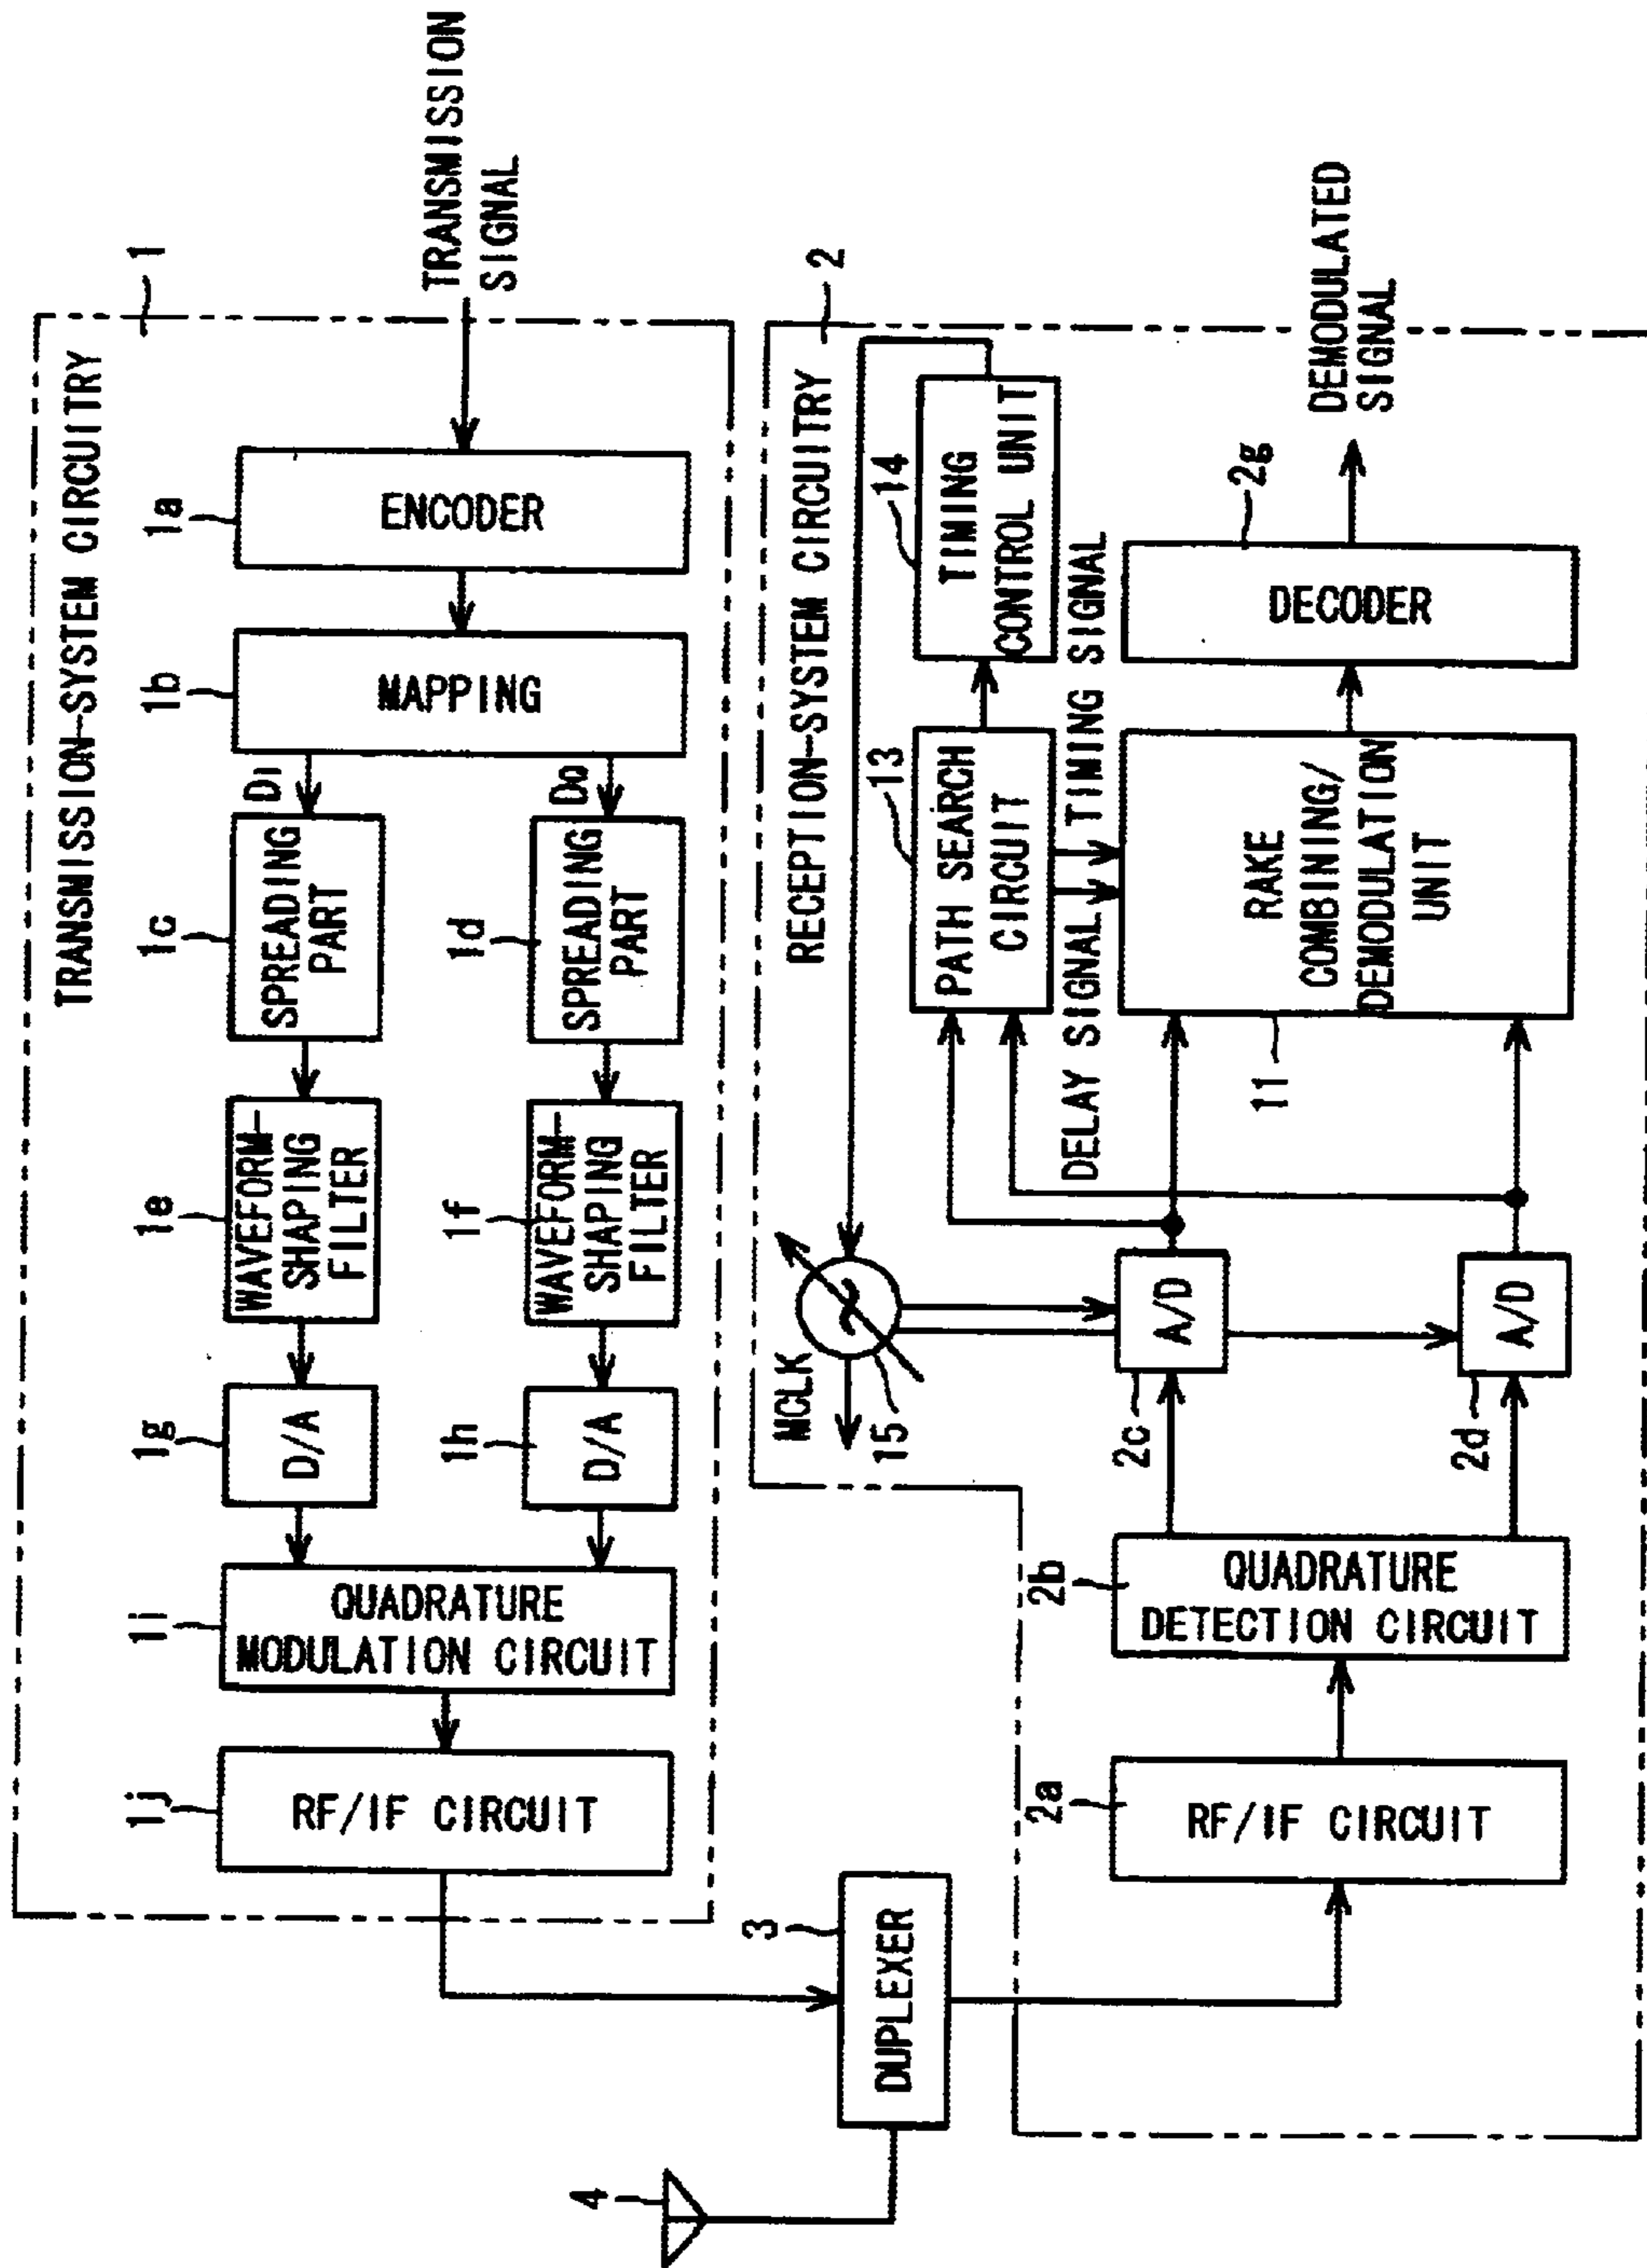 TRANSMISSION-SYSTEM CIRCUITRY
1
TRANSMISSION
SIGNAL
1a
ENCODER
1b
MAPPING
DI
DQ
1c
SPREADING
PART
1d
SPREADING
PART
1e
WAVEFORM-
SHAPING
FILTER
1f
WAVEFORM-
SHAPING
FILTER
1g
D/A
1h
D/A
1i
QUADRATURE
MODULATION CIRCUIT
1j
RF/IF CIRCUIT
3
DUPLEXER
4
RECEPTION-SYSTEM CIRCUITRY
2
2a
RF/IF CIRCUIT
2b
QUADRATURE
DETECTION CIRCUIT
2c
A/D
2d
A/D
MCLK
15
13
PATH SEARCH
CIRCUIT
14
TIMING
CONTROL UNIT
DELAY SIGNAL
TIMING SIGNAL
11
RAKE
COMBINING/
DEMODULATION
UNIT
2g
DECODER
DEMODULATED
SIGNAL